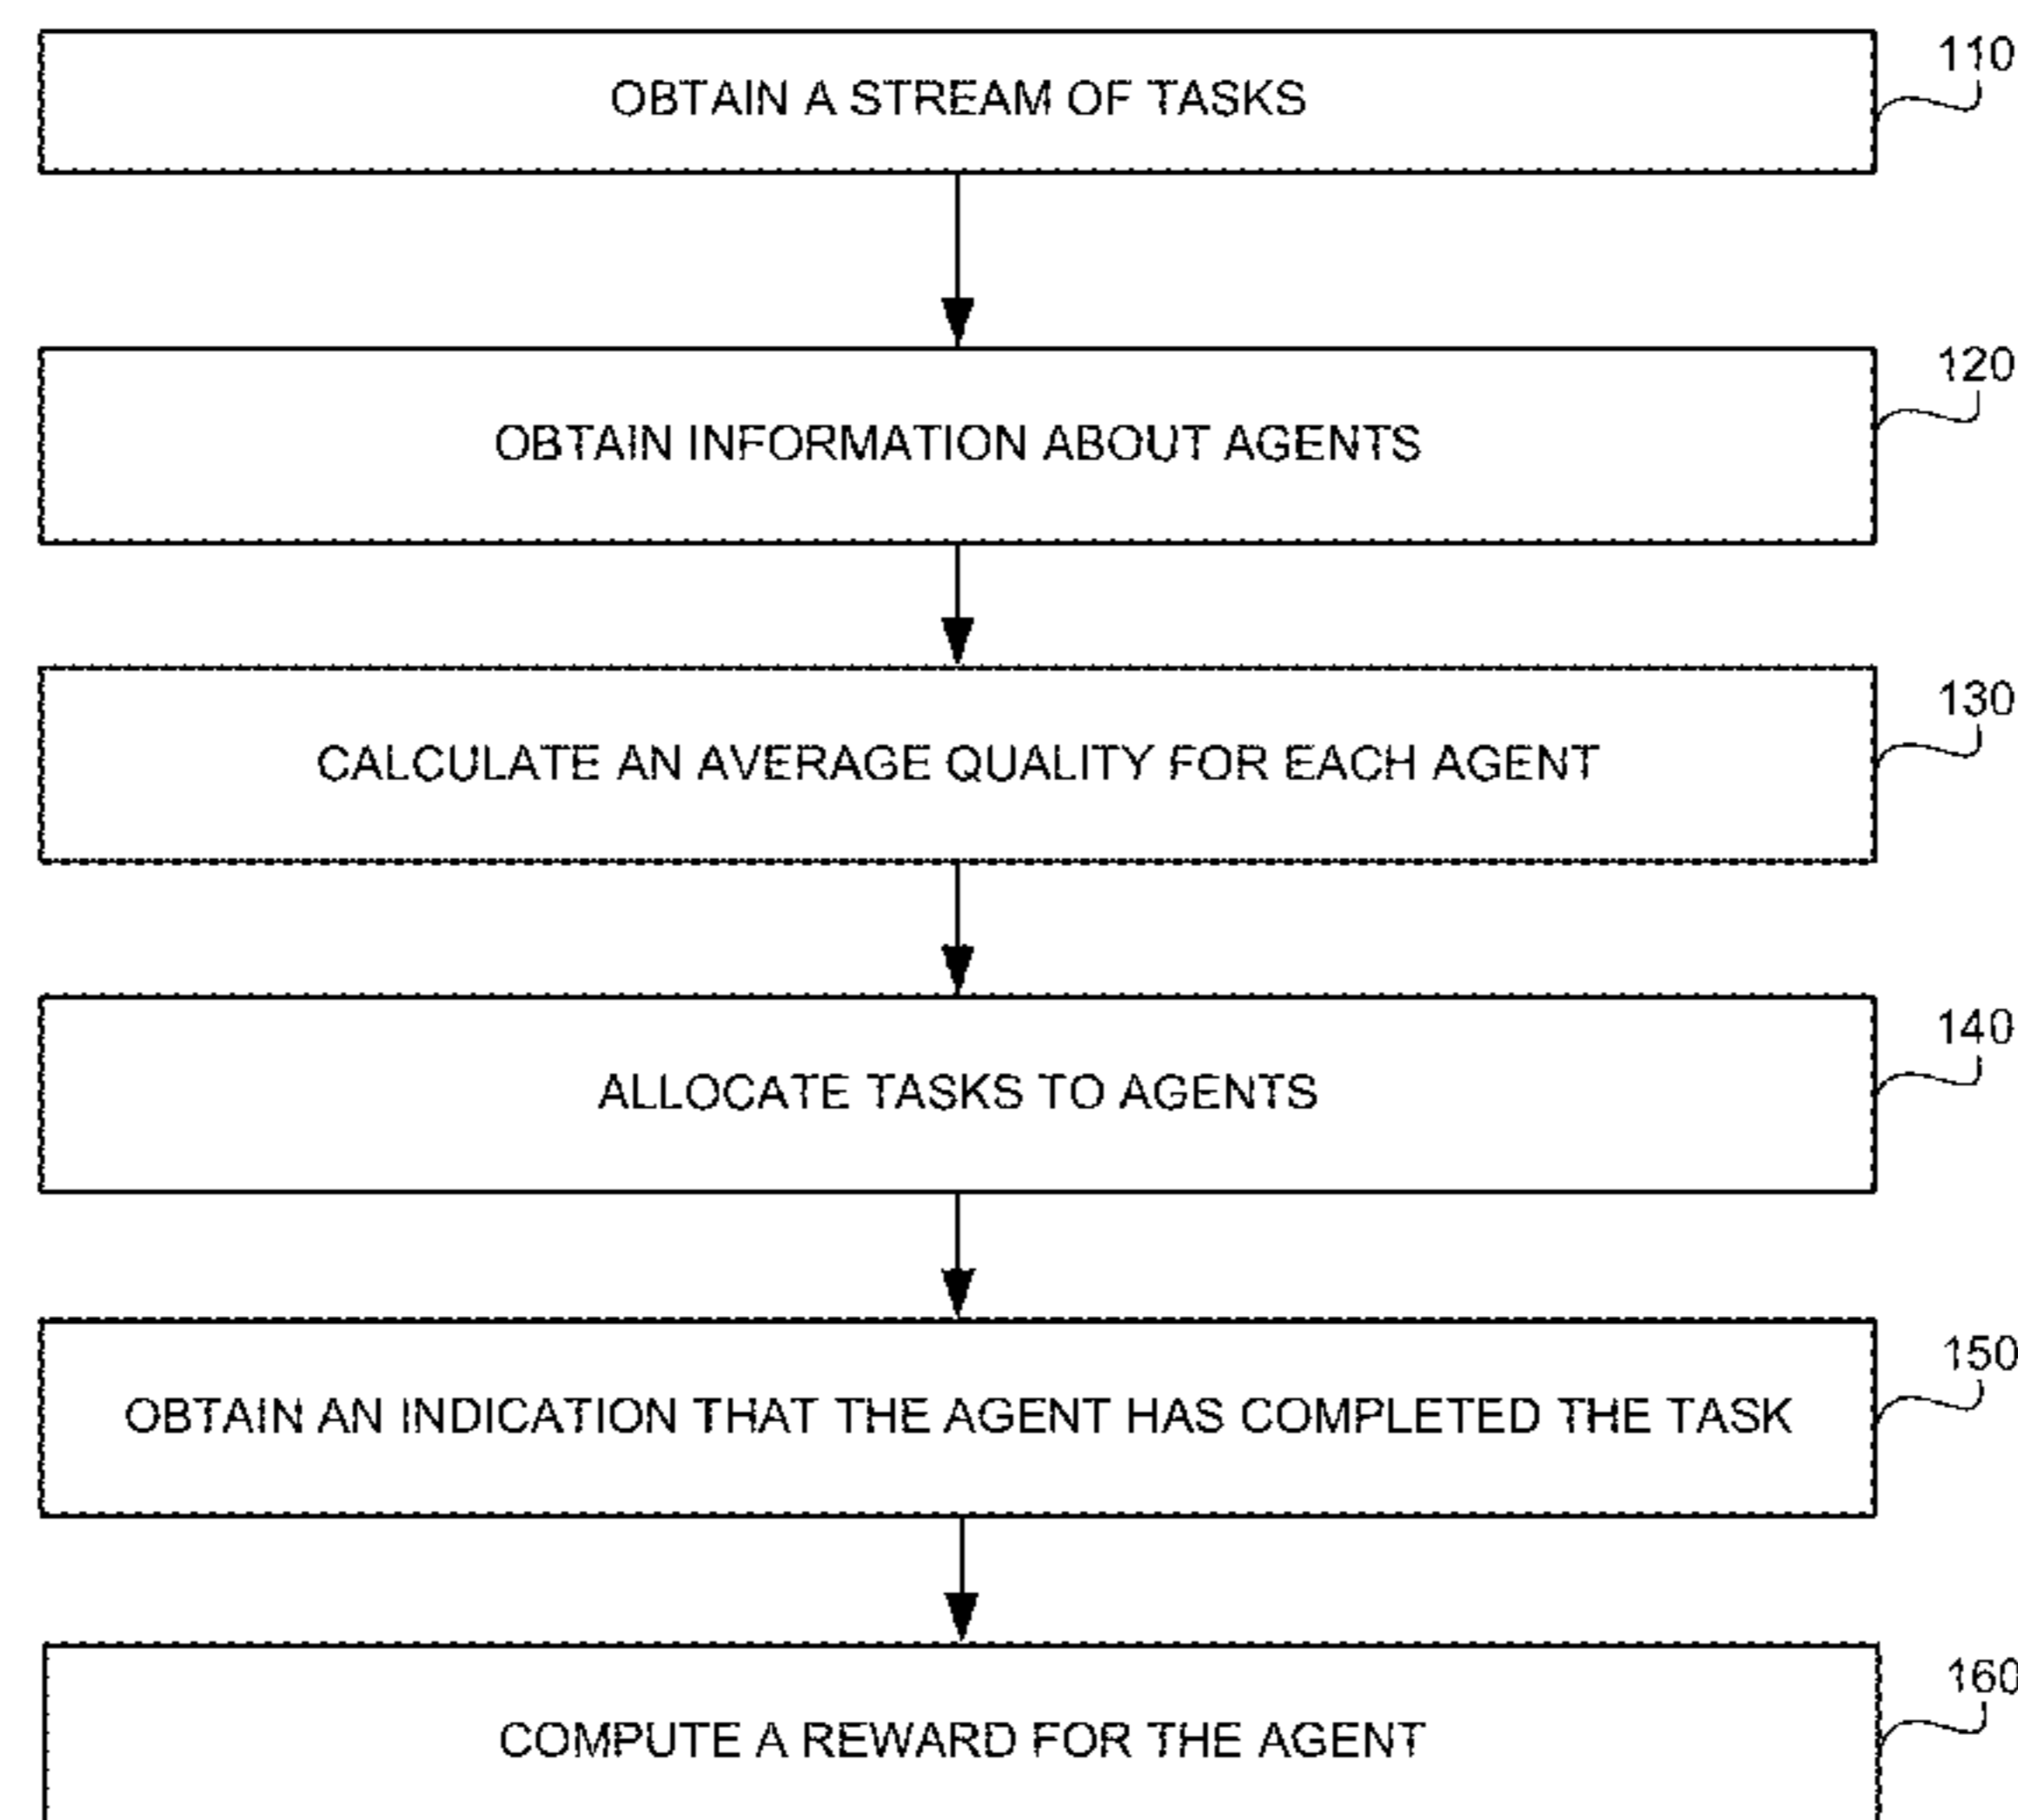 OBTAIN A STREAM OF TASKS
110
OBTAIN INFORMATION ABOUT AGENTS
120
CALCULATE AN AVERAGE QUALITY FOR EACH AGENT
130
ALLOCATE TASKS TO AGENTS
140
OBTAIN AN INDICATION THAT THE AGENT HAS COMPLETED THE TASK
150
COMPUTE A REWARD FOR THE AGENT
160